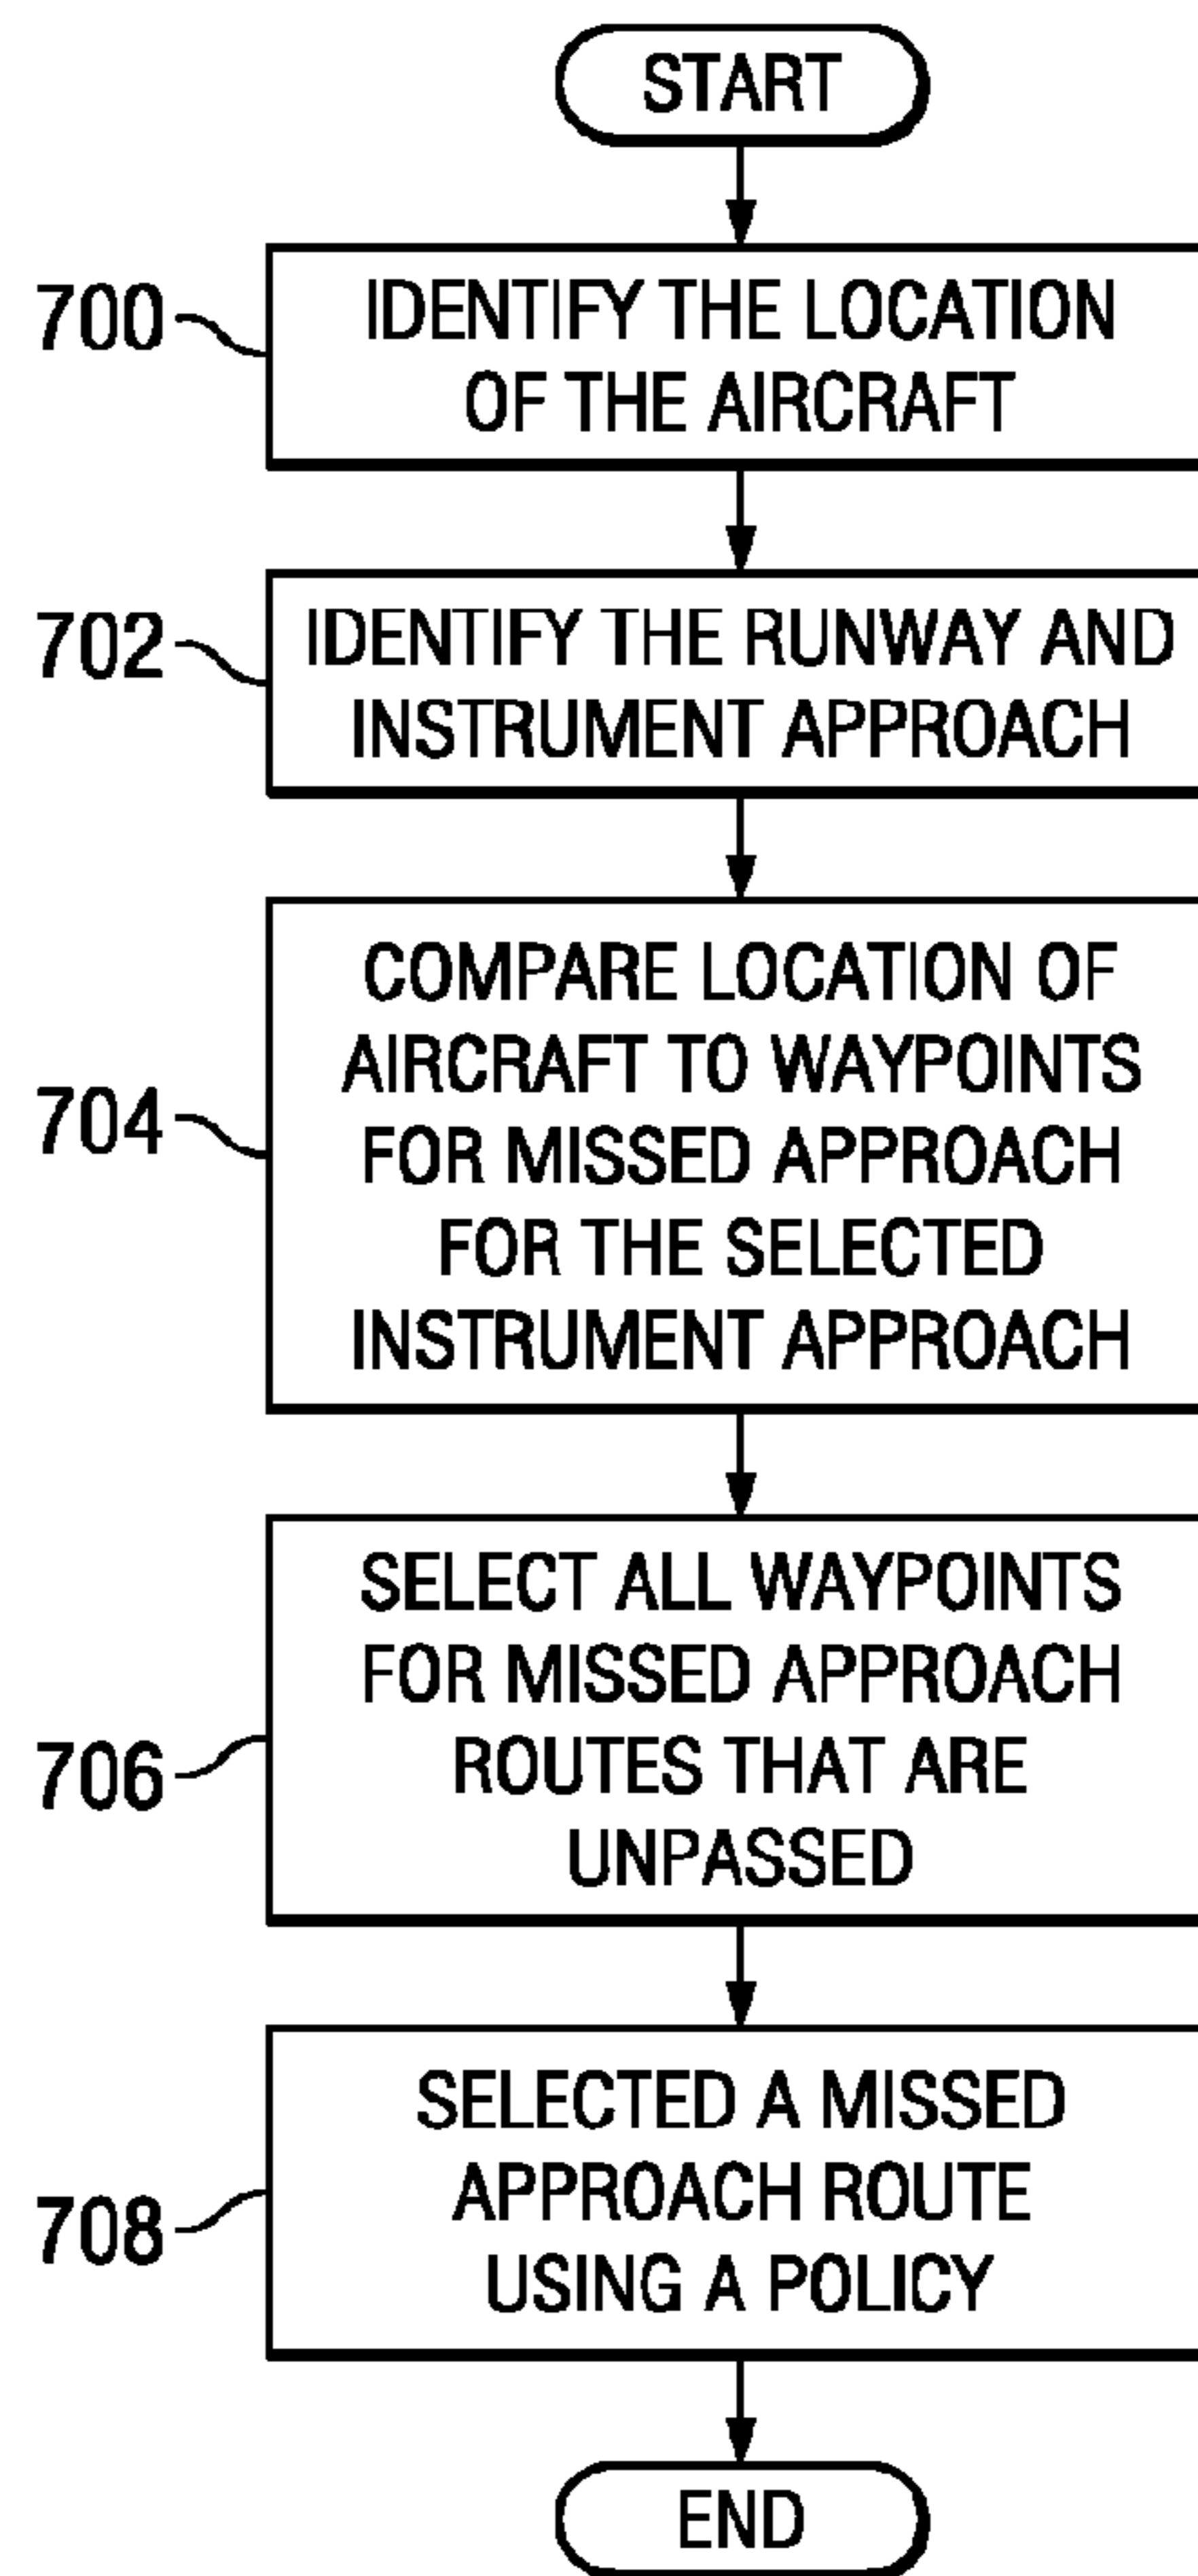 START
700
IDENTIFY THE LOCATION
OF THE AIRCRAFT
702
IDENTIFY THE RUNWAY AND
INSTRUMENT APPROACH
704
COMPARE LOCATION OF
AIRCRAFT TO WAYPOINTS
FOR MISSED APPROACH
FOR THE SELECTED
INSTRUMENT APPROACH
706
SELECT ALL WAYPOINTS
FOR MISSED APPROACH
ROUTES THAT ARE
UNPASSED
708
SELECTED A MISSED
APPROACH ROUTE
USING A POLICY
END